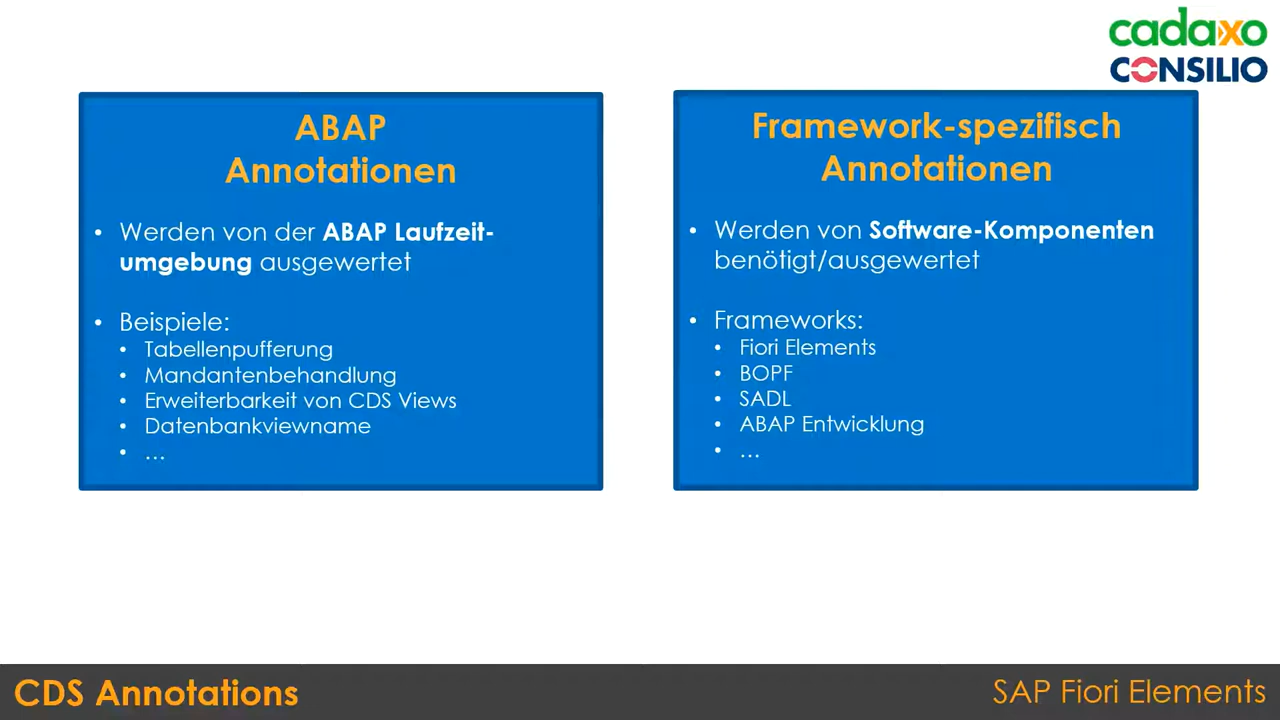 cadaxo
CONSILIO
ABAP
Annotationen
• Werden von der ABAP Laufzeit-
umgebung ausgewertet
• Beispiele:
• Tabellenpufferung
• Mandantenbehandlung
• Erweiterbarkeit von CDS Views
• Datenbankviewname
• ...
Framework-spezifisch
Annotationen
• Werden von Software-Komponenten
benötigt/ausgewertet
• Frameworks:
• Fiori Elements
• BOPF
• SADL
• ABAP Entwicklung
• ...
CDS Annotations
SAP Fiori Elements